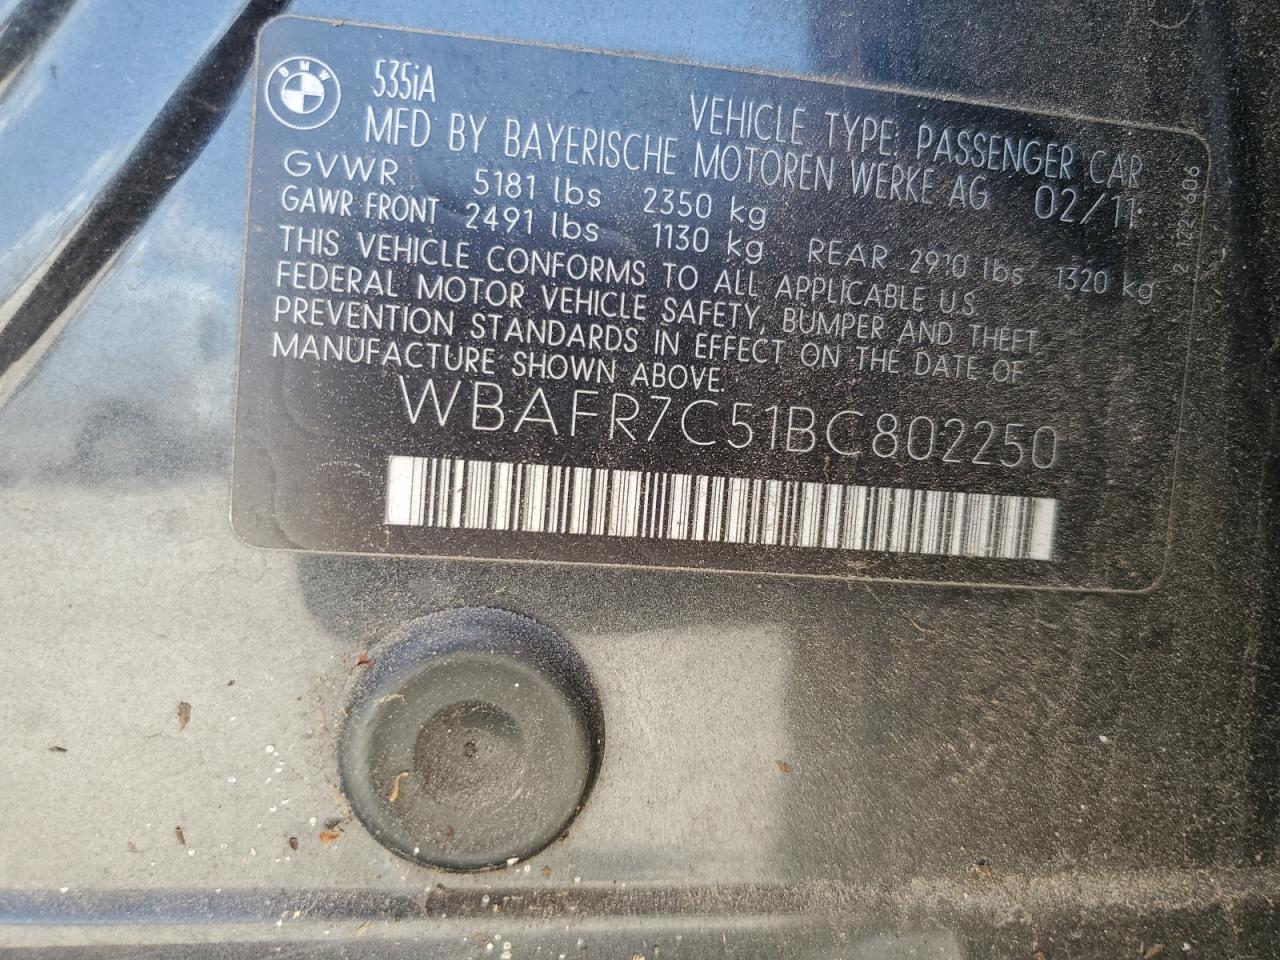 BMW
535iA
VEHICLE TYPE: PASSENGER CAR
MFD BY BAYERISCHE MOTOREN WERKE AG 02/11
GVWR 5181 lbs 2350 kg
GAWR FRONT 2491 lbs 1130 kg REAR 2910 lbs 1320 kg
THIS VEHICLE CONFORMS TO ALL APPLICABLE U.S.
FEDERAL MOTOR VEHICLE SAFETY, BUMPER AND THEFT
PREVENTION STANDARDS IN EFFECT ON THE DATE OF
MANUFACTURE SHOWN ABOVE.
WBAFR7C51BC802250